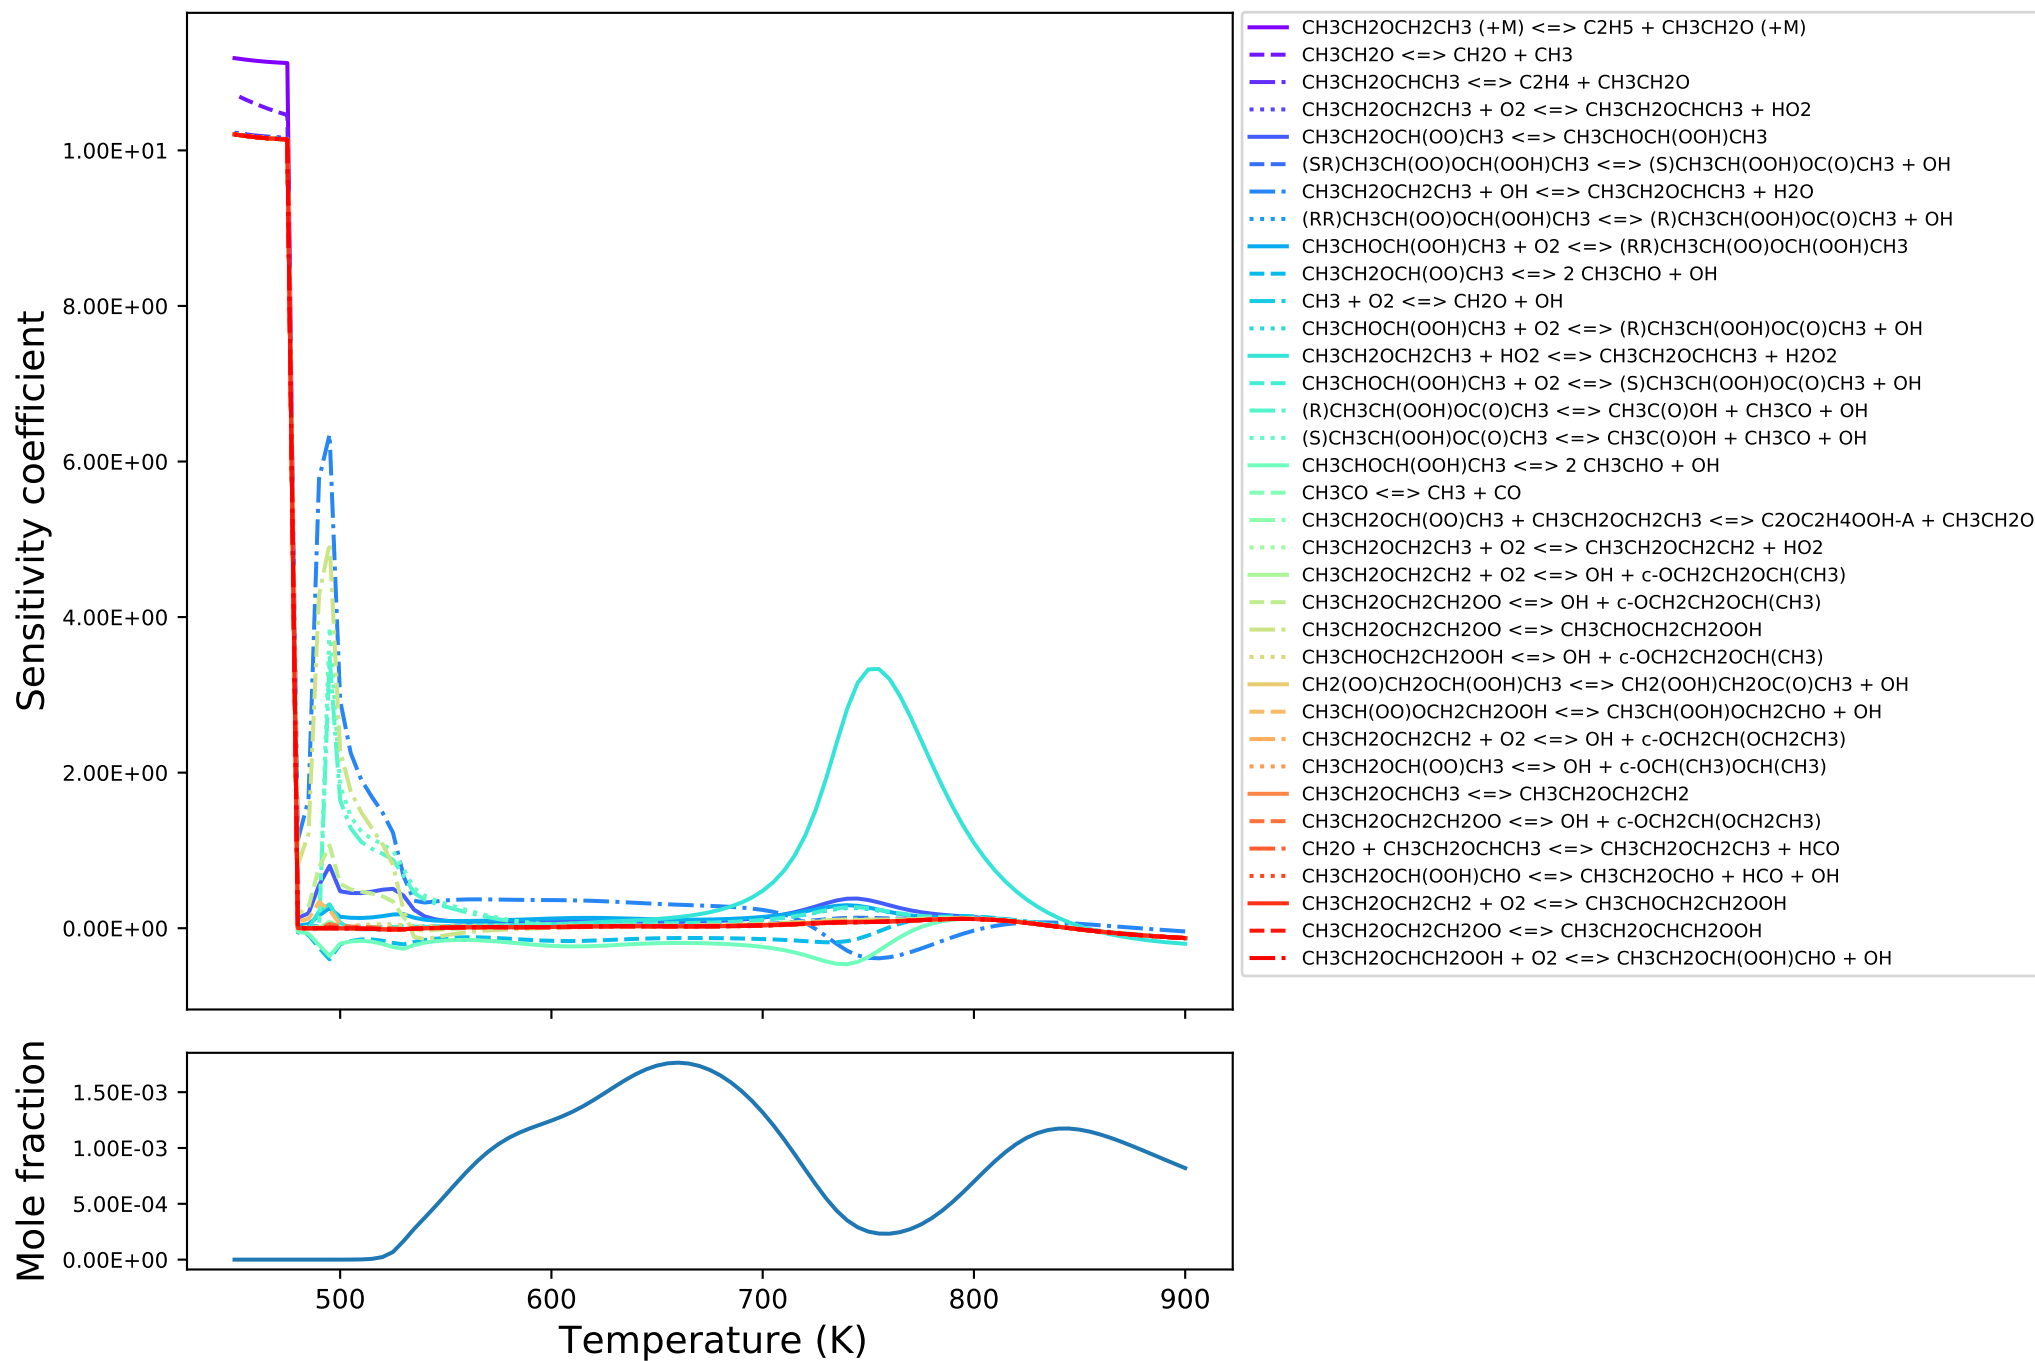 Sensitivity coefficient
1.00E+01
8.00E+00
6.00E+00
4.00E+00
2.00E+00
0.00E+00
CH3CH2OCH2CH3 (+M) <=> C2H5 + CH3CH2O (+M)
CH3CH2O <=> CH2O + CH3
CH3CH2OCHCH3 <=> C2H4 + CH3CH2O
CH3CH2OCH2CH3 + O2 <=> CH3CH2OCHCH3 + HO2
CH3CH2OCH(OO)CH3 <=> CH3CHOCH(OOH)CH3
(SR)CH3CH(OO)OCH(OOH)CH3 <=> (S)CH3CH(OOH)OC(O)CH3 + OH
CH3CH2OCH2CH3 + OH <=> CH3CH2OCHCH3 + H2O
(RR)CH3CH(OO)OCH(OOH)CH3 <=> (R)CH3CH(OOH)OC(O)CH3 + OH
CH3CHOCH(OOH)CH3 + O2 <=> (RR)CH3CH(OO)OCH(OOH)CH3
CH3CH2OCH(OO)CH3 <=> 2 CH3CHO + OH
CH3 + O2 <=> CH2O + OH
CH3CHOCH(OOH)CH3 + O2 <=> (R)CH3CH(OOH)OC(O)CH3 + OH
CH3CH2OCH2CH3 + HO2 <=> CH3CH2OCHCH3 + H2O2
CH3CHOCH(OOH)CH3 + O2 <=> (S)CH3CH(OOH)OC(O)CH3 + OH
(R)CH3CH(OOH)OC(O)CH3 <=> CH3C(O)OH + CH3CO + OH
(S)CH3CH(OOH)OC(O)CH3 <=> CH3C(O)OH + CH3CO + OH
CH3CHOCH(OOH)CH3 <=> 2 CH3CHO + OH
CH3CO <=> CH3 + CO
CH3CH2OCH(OO)CH3 + CH3CH2OCH2CH3 <=> C2OC2H4OOH-A + CH3CH2O
CH3CH2OCH2CH3 + O2 <=> CH3CH2OCH2CH2 + HO2
CH3CH2OCH2CH2 + O2 <=> OH + c-OCH2CH2OCH(CH3)
CH3CH2OCH2CH2OO <=> OH + c-OCH2CH2OCH(CH3)
CH3CH2OCH2CH2OO <=> CH3CHOCH2CH2OOH
CH3CHOCH2CH2OOH <=> OH + c-OCH2CH2OCH(CH3)
CH2(OO)CH2OCH(OOH)CH3 <=> CH2(OOH)CH2OC(O)CH3 + OH
CH3CH(OO)OCH2CH2OOH <=> CH3CH(OOH)OCH2CHO + OH
CH3CH2OCH2CH2 + O2 <=> OH + c-OCH2CH(OCH2CH3)
CH3CH2OCH(OO)CH3 <=> OH + c-OCH(CH3)OCH(CH3)
CH3CH2OCHCH3 <=> CH3CH2OCH2CH2
CH3CH2OCH2CH2OO <=> OH + c-OCH2CH(OCH2CH3)
CH2O + CH3CH2OCHCH3 <=> CH3CH2OCH2CH3 + HCO
CH3CH2OCH(OOH)CHO <=> CH3CH2OCHO + HCO + OH
CH3CH2OCH2CH2 + O2 <=> CH3CHOCH2CH2OOH
CH3CH2OCH2CH2OO <=> CH3CH2OCHCH2OOH
CH3CH2OCHCH2OOH + O2 <=> CH3CH2OCH(OOH)CHO + OH
Mole fraction
1.50E-03
1.00E-03
5.00E-04
0.00E+00
500 600 700 800 900
Temperature (K)